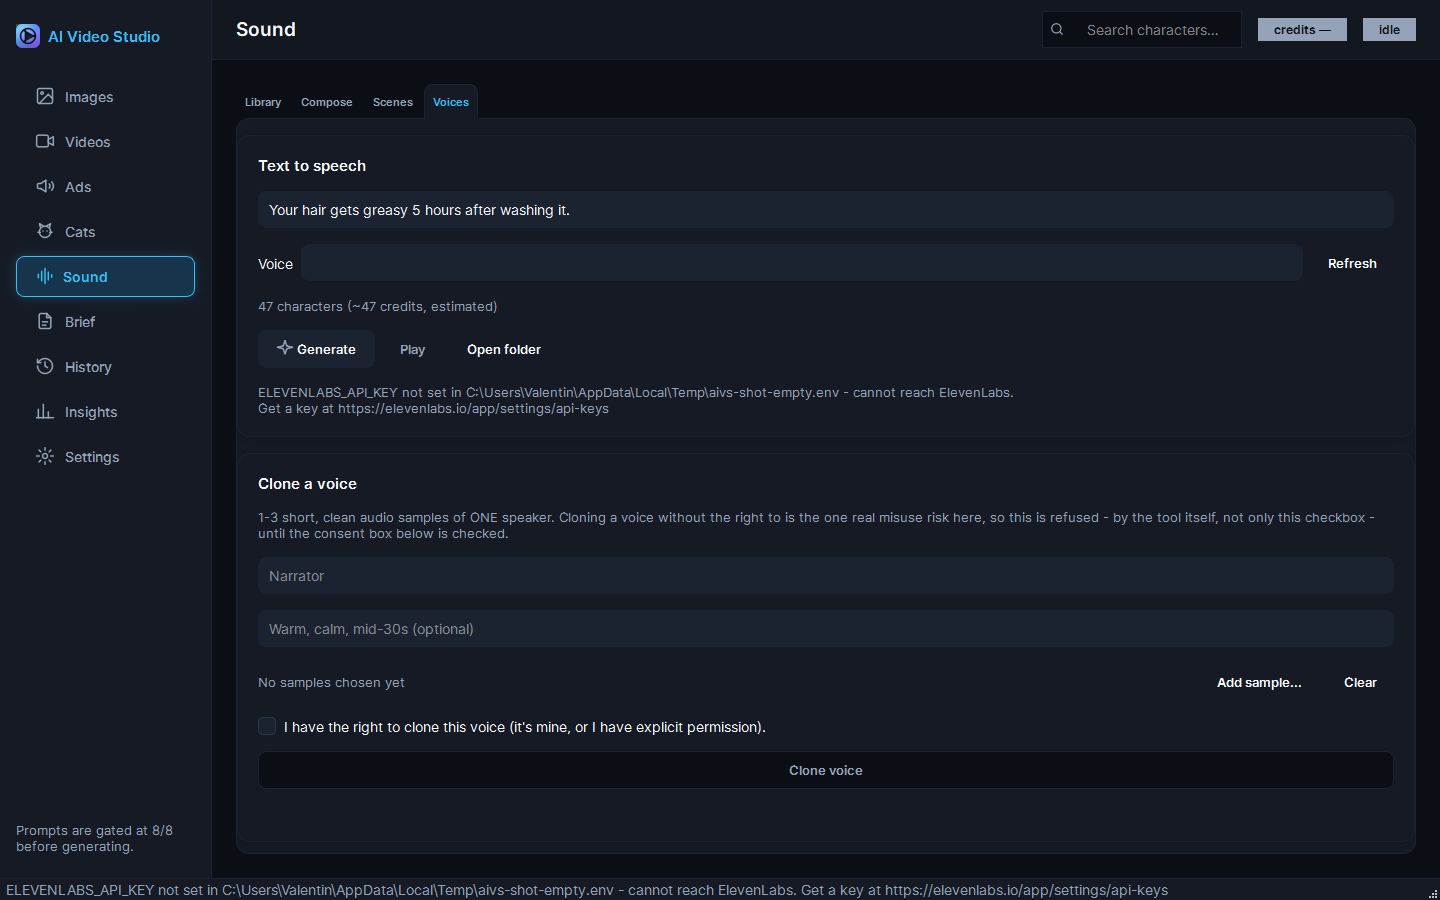 AI Video Studio
Sound
Search characters...
credits —
idle
Images
Videos
Ads
Cats
Sound
Brief
History
Insights
Settings
Library
Compose
Scenes
Voices
Text to speech
Your hair gets greasy 5 hours after washing it.
Voice
Refresh
47 characters (~47 credits, estimated)
Generate
Play
Open folder
ELEVENLABS_API_KEY not set in C:\Users\Valentin\AppData\Local\Temp\aivs-shot-empty.env - cannot reach ElevenLabs.
Get a key at https://elevenlabs.io/app/settings/api-keys
Clone a voice
1-3 short, clean audio samples of ONE speaker. Cloning a voice without the right to is the one real misuse risk here, so this is refused - by the tool itself, not only this checkbox -
until the consent box below is checked.
Narrator
Warm, calm, mid-30s (optional)
No samples chosen yet
Add sample...
Clear
I have the right to clone this voice (it's mine, or I have explicit permission).
Clone voice
Prompts are gated at 8/8
before generating.
ELEVENLABS_API_KEY not set in C:\Users\Valentin\AppData\Local\Temp\aivs-shot-empty.env - cannot reach ElevenLabs. Get a key at https://elevenlabs.io/app/settings/api-keys